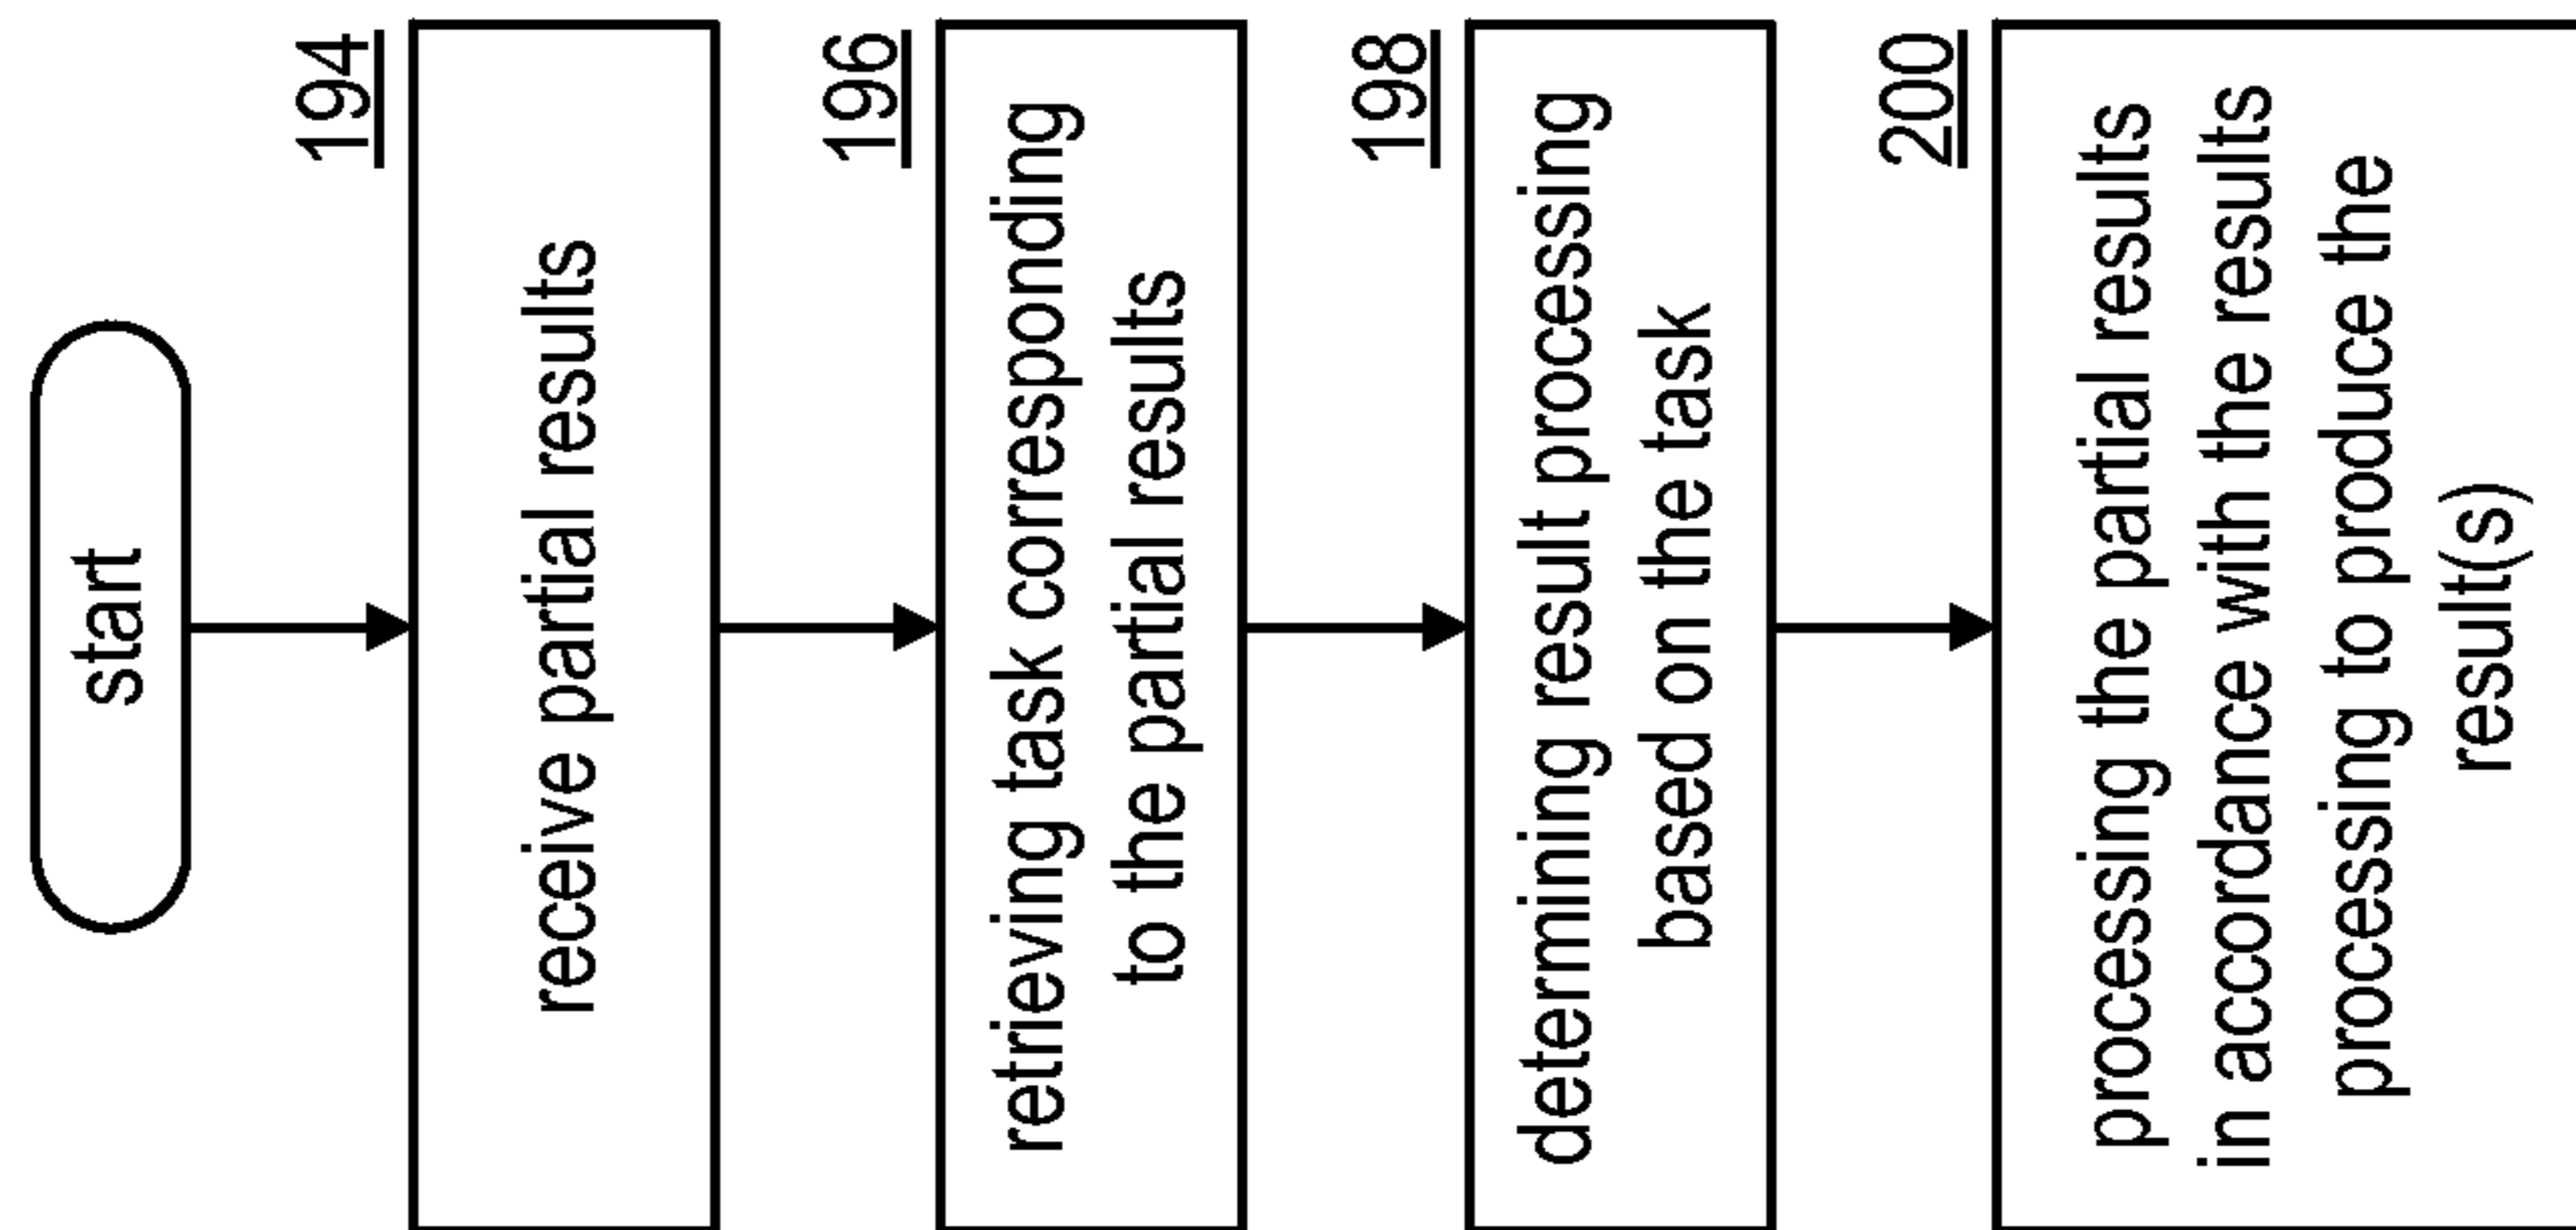 start
194
receive partial results
196
retrieving task corresponding
to the partial results
198
determining result processing
based on the task
200
processing the partial results
in accordance with the results
processing to produce the
result(s)